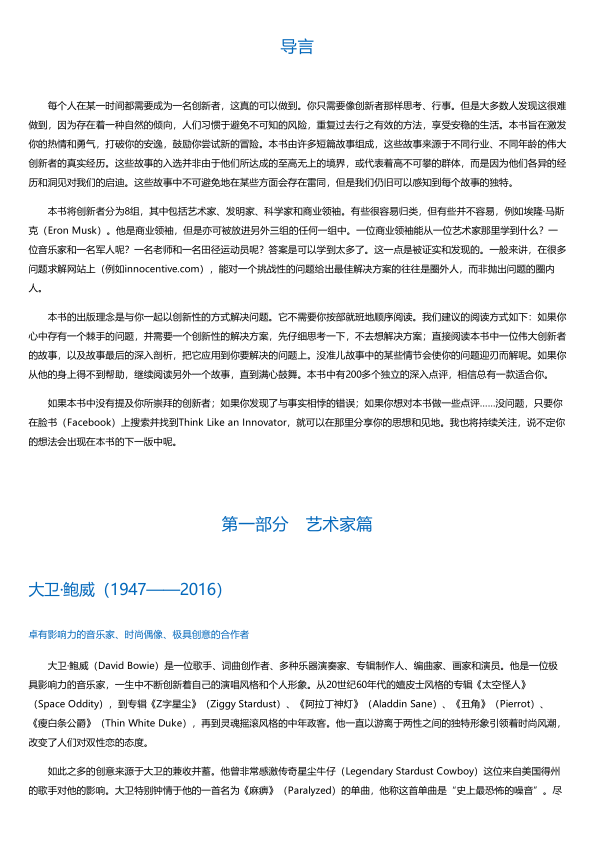 导言
每个人在某一时间都需要成为一名创新者，这真的可以做到。你只需要像创新者那样思考、行事。但是大多数人发现这很难
做到，因为存在着一种自然的倾向，人们习惯于避免不可知的风险，重复过去行之有效的方法，享受安稳的生活。本书旨在激发
你的热情和勇气，打破你的安逸，鼓励你尝试新的冒险。本书由许多短篇故事组成，这些故事来源于不同行业、不同年龄的伟大
创新者的真实经历。这些故事的入选并非由于他们所达成的至高无上的境界，或代表着高不可攀的群体，而是因为他们各异的经
历和洞见对我们的启迪。这些故事中不可避免地在某些方面会存在雷同，但是我们仍旧可以感知到每个故事的独特。
本书将创新者分为8组，其中包括艺术家、发明家、科学家和商业领袖。有些很容易归类，但有些并不容易，例如埃隆·马斯
克（Eron Musk）。他是商业领袖，但是亦可被放进另外三组的任何一组中。一位商业领袖能从一位艺术家那里学到什么？一
位音乐家和一名军人呢？一名老师和一名田径运动员呢？答案是可以学到太多了。这一点是被证实和发现的。一般来讲，在很多
问题求解网站上（例如innocentive.com），能对一个挑战性的问题给出最佳解决方案的往往是圈外人，而非抛出问题的圈内
人。
本书的出版理念是与你一起以创新性的方式解决问题。它不需要你按部就班地顺序阅读。我们建议的阅读方式如下：如果你
心中存有一个棘手的问题，并需要一个创新性的解决方案，先仔细思考一下，不去想解决方案；直接阅读本书中一位伟大创新者
的故事，以及故事最后的深入剖析，把它应用到你要解决的问题上。没准儿故事中的某些情节会使你的问题迎刃而解呢。如果你
从他的身上得不到帮助，继续阅读另外一个故事，直到满心鼓舞。本书中有200多个独立的深入点评，相信总有一款适合你。
如果本书中没有提及你所崇拜的创新者；如果你发现了与事实相悖的错误；如果你想对本书做一些点评……没问题，只要你
在脸书（Facebook）上搜索并找到Think Like an Innovator，就可以在那里分享你的思想和见地。我也将持续关注，说不定你
的想法会出现在本书的下一版中呢。
第一部分　艺术家篇
大卫·鲍威（1947——2016）
卓有影响力的音乐家、时尚偶像、极具创意的合作者
大卫·鲍威（David Bowie）是一位歌手、词曲创作者、多种乐器演奏家、专辑制作人、编曲家、画家和演员。他是一位极
具影响力的音乐家，一生中不断创新着自己的演唱风格和个人形象。从20世纪60年代的嬉皮士风格的专辑《太空怪人》
（Space Oddity），到专辑《Z字星尘》（Ziggy Stardust）、《阿拉丁神灯》（Aladdin Sane）、《丑角》（Pierrot）、
《瘦白条公爵》（Thin White Duke），再到灵魂摇滚风格的中年政客。他一直以游离于两性之间的独特形象引领着时尚风潮，
改变了人们对双性恋的态度。
如此之多的创意来源于大卫的兼收并蓄。他曾非常感激传奇星尘牛仔（Legendary Stardust Cowboy）这位来自美国得州
的歌手对他的影响。大卫特别钟情于他的一首名为《麻痹》（Paralyzed）的单曲，他称这首单曲是“史上最恐怖的噪音”。尽